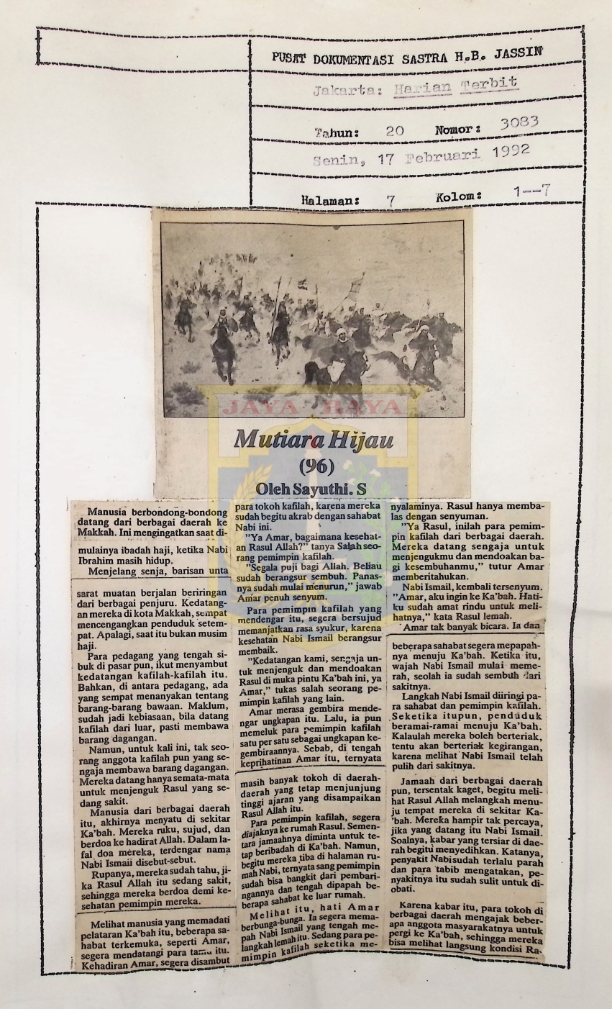 PUSAT DOKUMENTASI SASTRA H.B. JASSIN
Jakarta: Harian Terbit
Tahun: 20 Nomor: 3083
Senin, 17 Februari 1992
Halaman: 7 Kolom: 1--7
JAYA RAYA
Mutiara Hijau
(96)
Oleh Sayuthi. S
Manusia berbondong-bondong
datang dari berbagai daerah ke
Makkah. Ini mengingatkan saat di-
mulainya ibadah haji, ketika Nabi
Ibrahim masih hidup.
Menjelang senja, barisan unta
sarat muatan berjalan beriringan
dari berbagai penjuru. Kedatang-
an mereka di kota Makkah, sempat
mencengangkan penduduk setem-
pat. Apalagi, saat itu bukan musim
haji.
Para pedagang yang tengah si-
buk di pasar pun, ikut menyambut
kedatangan kafilah-kafilah itu.
Bahkan, di antara pedagang, ada
yang sempat menanyakan tentang
barang-barang bawaan. Maklum,
sudah jadi kebiasaan, bila datang
kafilah dari luar, pasti membawa
barang dagangan.
Namun, untuk kali ini, tak seo-
rang anggota kafilah pun yang se-
ngaja membawa barang dagangan.
Mereka datang hanya semata-mata
untuk menjenguk Rasul yang se-
dang sakit.
Manusia dari berbagai daerah
itu, akhirnya menyatu di sekitar
Ka'bah. Mereka ruku, sujud, dan
berdoa ke hadirat Allah. Dalam la-
fal doa mereka, terdengar nama
Nabi Ismail disebut-sebut.
Rupanya, mereka sudah tahu, ji-
ka Rasul Allah itu sedang sakit,
sehingga mereka berdoa demi ke-
sehatan pemimpin mereka.
Melihat manusia yang memadati
pelataran Ka'bah itu, beberapa sa-
habat terkemuka, seperti Amar,
segera mendatangi para tamu itu.
Kehadiran Amar, segera disambut
para tokoh kafilah, karena mereka
sudah begitu akrab dengan sahabat
Nabi ini.
"Ya Amar, bagaimana kesehat-
an Rasul Allah?" tanya Salah seo-
rang pemimpin kafilah.
"Segala puji bagi Allah. Beliau
sudah berangsur sembuh. Panas-
nya sudah mulai menurun," jawab
Amar penuh senyum.
Para pemimpin kafilah yang
mendengar itu, segera bersujud
memanjatkan rasa syukur, karena
kesehatan Nabi Ismail berangsur
membaik.
"Kedatangan kami, sengaja un-
tuk menjenguk dan mendoakan
Rasul di muka pintu Ka'bah ini, ya
Amar," tukas salah seorang pe-
mimpin kafilah yang lain.
Amar merasa gembira mende-
ngar ungkapan itu. Lalu, ia pun
memeluk para pemimpin kafilah
satu per satu sebagai ungkapan ke-
gembiraannya. Sebab, di tengah
keprihatinan Amar itu, ternyata
masih banyak tokoh di daerah-
daerah yang tetap menjunjung
tinggi ajaran yang disampaikan
Rasul Allah itu.
Para pemimpin kafilah, segera
diajaknya ke rumah Rasul. Semen-
tara jamaahnya diminta untuk te-
tap beribadah di Ka'bah. Namun,
begitu mereka tiba di halaman ru-
mah Nabi, ternyata sang pemimpin
sudah bisa bangkit dari pembari-
ngannya dan tengah dipapah be-
berapa sahabat ke luar rumah.
Melihat itu, hati Amar
berbunga-bunga. Ia segera mema-
pah Nabi Ismail yang tengah me-
langkah lemah itu. Sedang para pe-
mimpin kafilah seketika me-
nyalaminya. Rasul hanya memba-
las dengan senyuman.
"Ya Rasul, inilah para pemim-
pin kafilah dari berbagai daerah.
Mereka datang sengaja untuk
menjengukmu dan mendoakan ba-
gi kesembuhanmu," tutur Amar
memberitahukan.
Nabi Ismail, kembali tersenyum.
"Amar, aku ingin ke Ka'bah. Hati-
ku sudah amat rindu untuk meli-
hatnya," kata Rasul lemah.
Amar tak banyak bicara. Ia dan
beberapa sahabat segera mepapah-
nya menuju Ka'bah. Ketika itu,
wajah Nabi Ismail mulai meme-
rah, seolah ia sudah sembuh dari
sakitnya.
Langkah Nabi Ismail diiringi pa-
ra sahabat dan pemimpin kafilah.
Seketika itupun, penduduk
beramai-ramai menuju Ka'bah.
Kalaulah mereka boleh berteriak,
tentu akan berteriak kegirangan,
karena melihat Nabi Ismail telah
pulih dari sakitnya.
Jamaah dari berbagai daerah
pun, tersentak kaget, begitu meli-
hat Rasul Allah melangkah menu-
ju tempat mereka di sekitar Ka-
'bah. Mereka hampir tak percaya,
jika yang datang itu Nabi Ismail.
Soalnya, kabar yang tersiar di dae-
rah begitu menyedihkan. Katanya,
penyakit Nabi sudah terlalu parah
dan para tabib mengatakan, pe-
nyakitnya itu sudah sulit untuk di-
obati.
Karena kabar itu, para tokoh di
berbagai daerah mengajak beber-
apa anggota masyarakatnya untuk
pergi ke Ka'bah, sehingga mereka
bisa melihat langsung kondisi Ra-